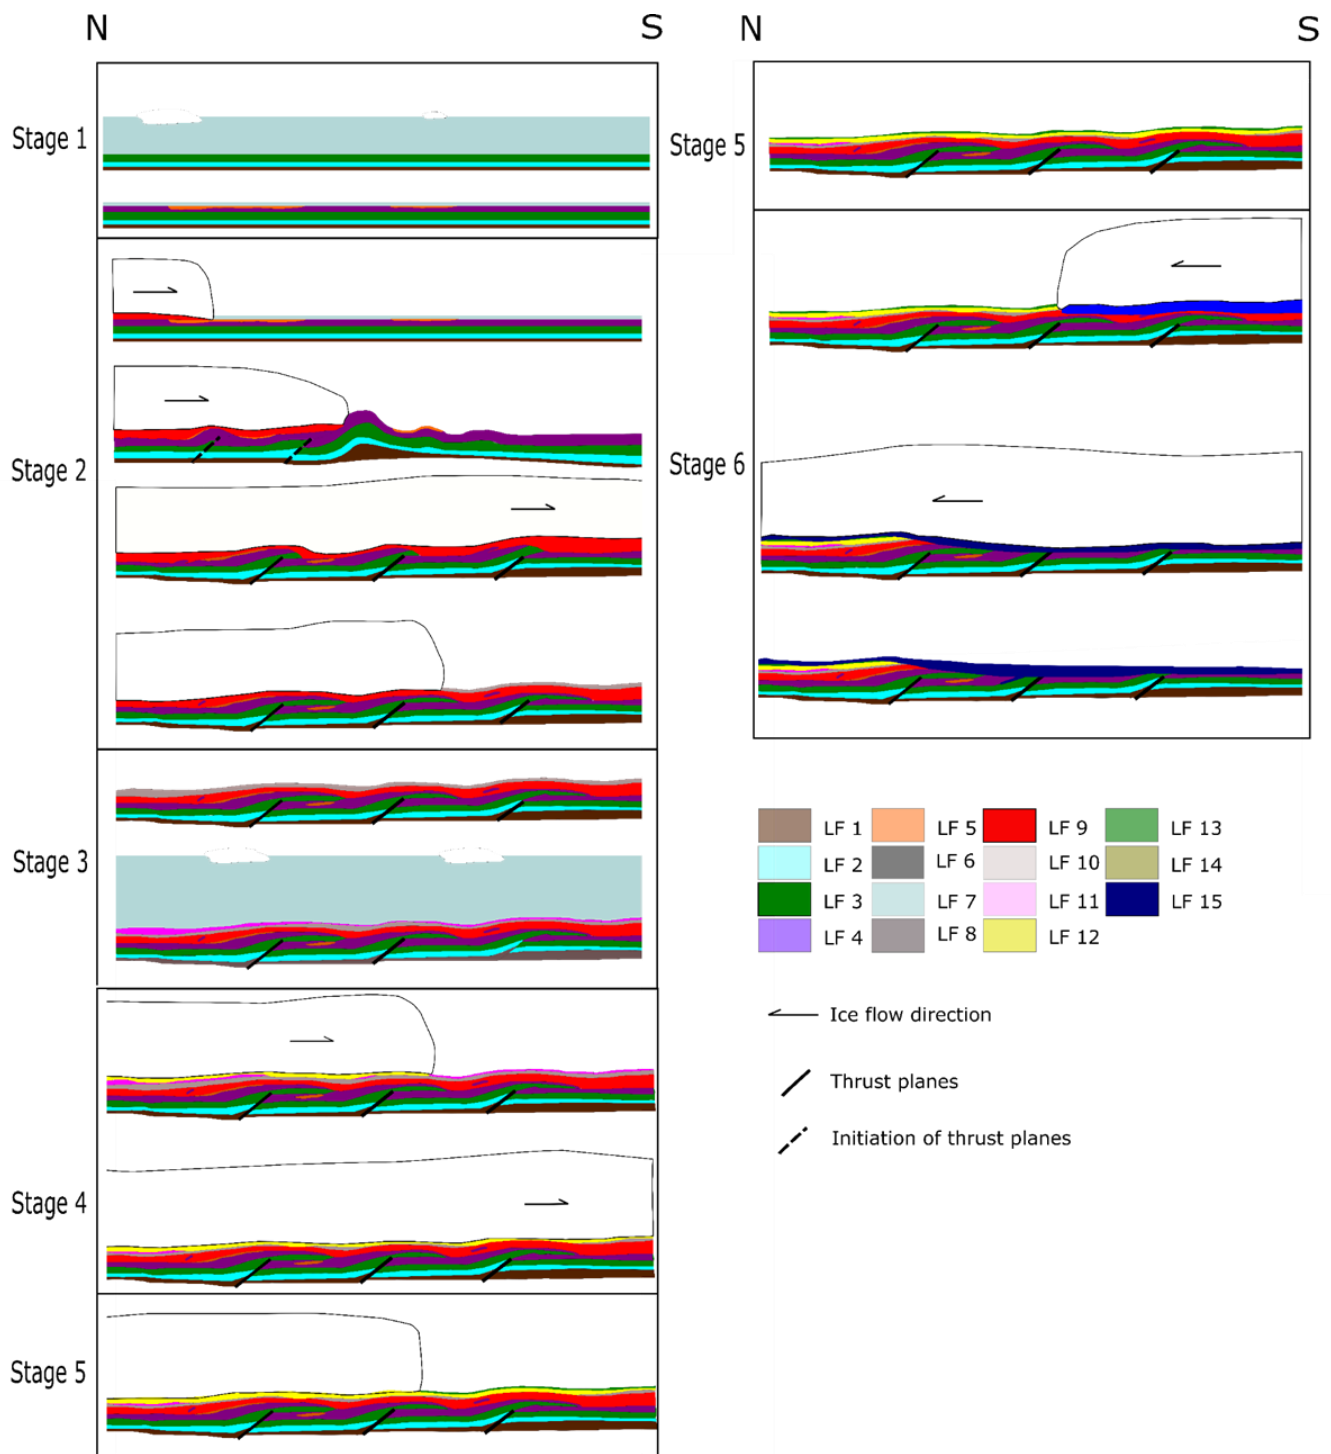 N S
Stage 1
Stage 2
Stage 3
Stage 4
Stage 5
N S
Stage 5
Stage 6
LF 1 LF 5 LF 9 LF 13
LF 2 LF 6 LF 10 LF 14
LF 3 LF 7 LF 11 LF 15
LF 4 LF 8 LF 12
Ice flow direction
Thrust planes
Initiation of thrust planes